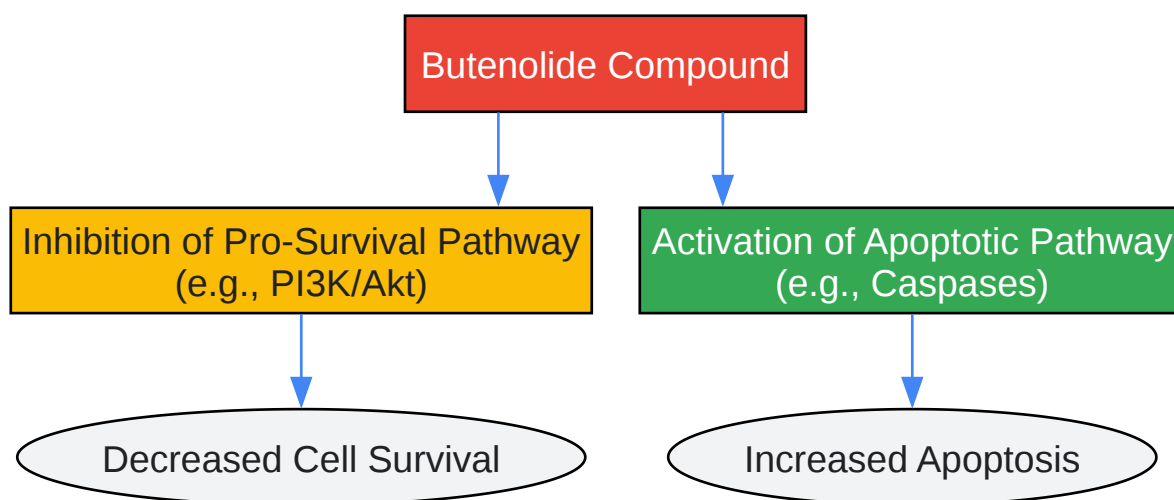 Butenolide Compound
Inhibition of Pro-Survival Pathway
(e.g., PI3K/Akt)
Activation of Apoptotic Pathway
(e.g., Caspases)
Decreased Cell Survival
Increased Apoptosis